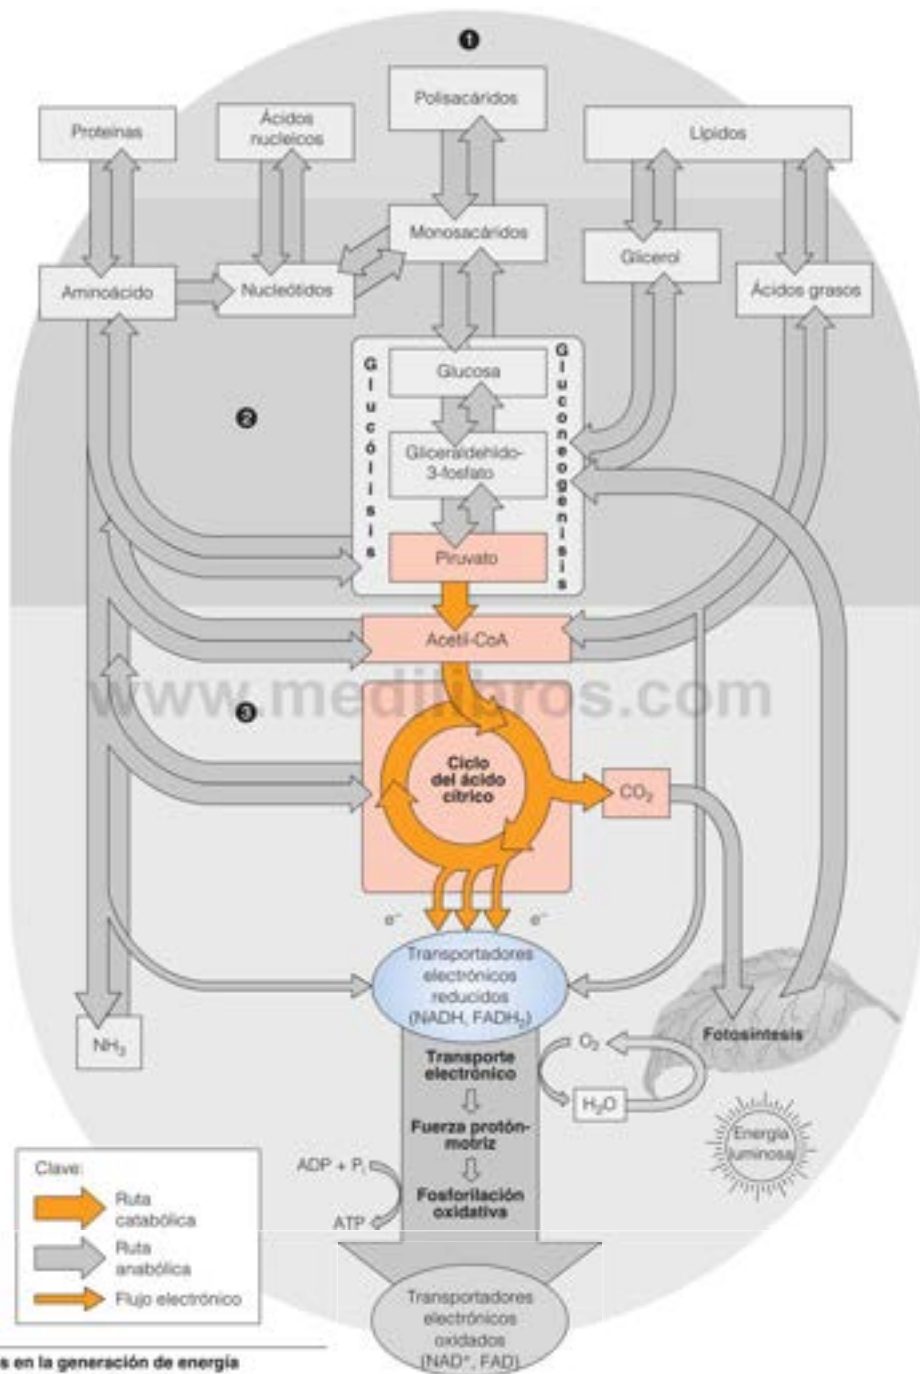 1
Polisacáridos
Proteínas
Ácidos
nucleicos
Lípidos
Monosacáridos
Glicerol
Aminoácido
Nucleótidos
Ácidos grasos
Glucólisis
Gluconeogenisis
Glucosa
2
Gliceraldehído-
3-fosfato
Piruvato
Acetil-CoA
www.medilibros.com
3
Ciclo
del ácido
cítrico
CO₂
e⁻
e⁻
Transportadores
electrónicos
reducidos
(NADH, FADH₂)
NH₃
Transporte
electrónico
O₂
H₂O
Fotosíntesis
Fuerza protón-
motriz
Energía
luminosa
ADP + Pᵢ
ATP
Fosforilación
oxidativa
Clave:
Ruta
catabólica
Ruta
anabólica
Flujo electrónico
Transportadores
electrónicos
oxidados
(NAD⁺, FAD)
s en la generación de energía